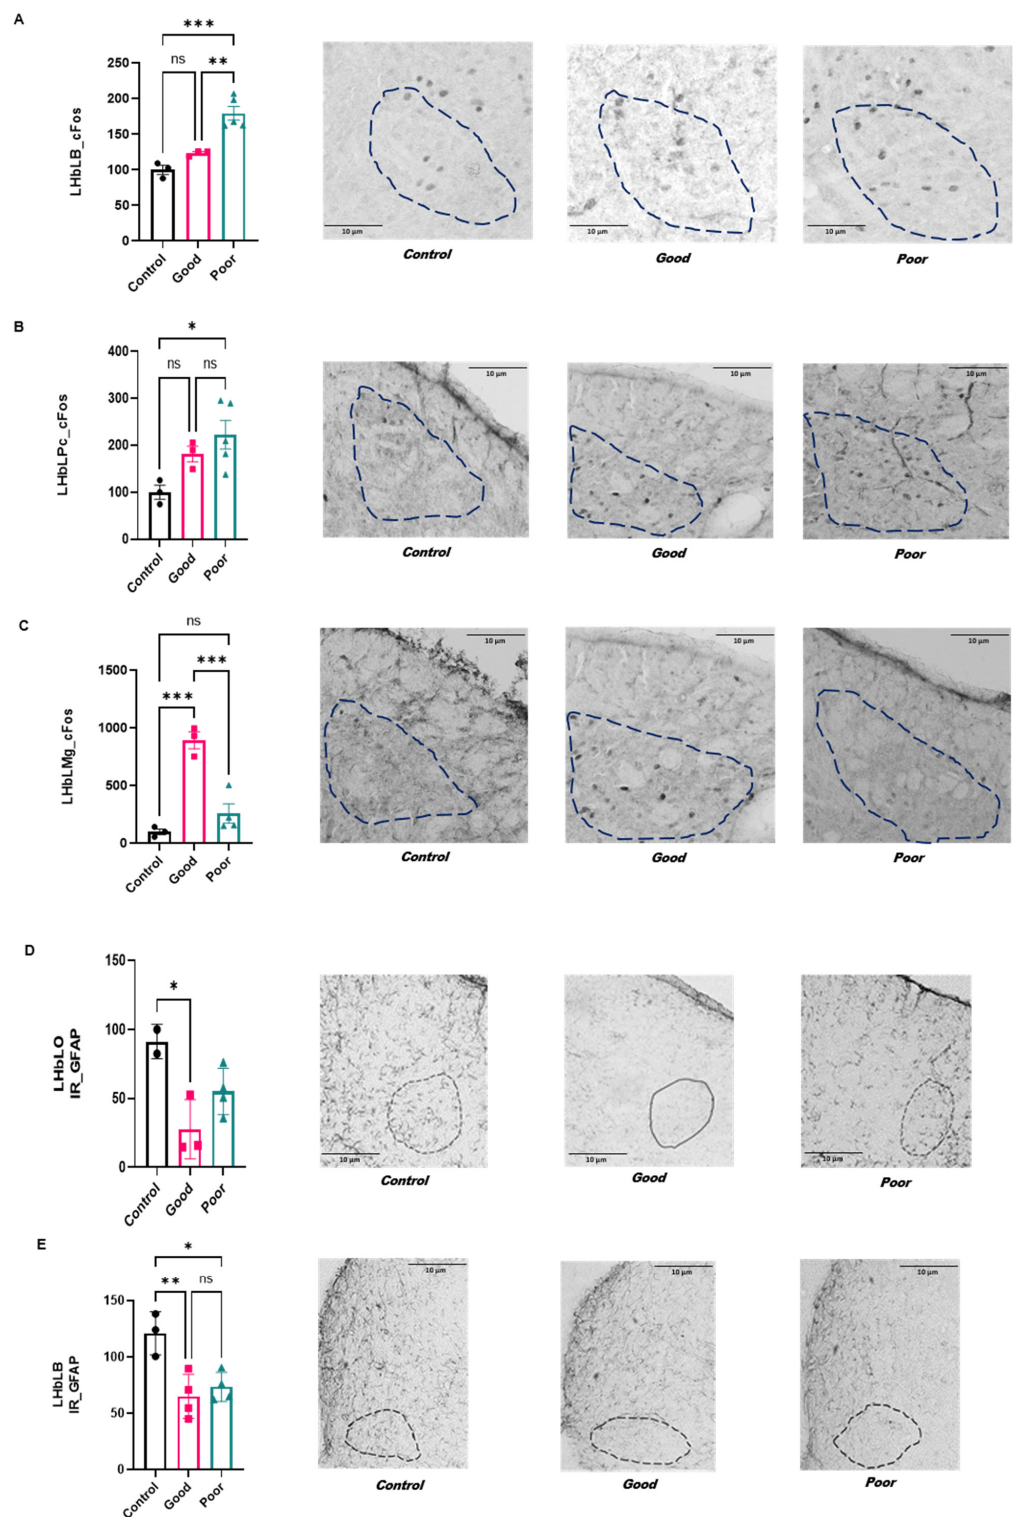 A
***
ns
**
250
200
150
100
50
0
LHbLB_cFos
Control
Good
Poor
10 µm
10 µm
10 µm
Control
Good
Poor
B
*
ns
ns
400
300
200
100
0
LHbLPc_cFos
Control
Good
Poor
10 µm
10 µm
10 µm
Control
Good
Poor
C
ns
***
***
1500
1000
500
0
LHbLMg_cFos
Control
Good
Poor
10 µm
10 µm
10 µm
Control
Good
Poor
D
*
150
100
50
0
LHbLO
IR_GFAP
Control
Good
Poor
10 µm
10 µm
10 µm
Control
Good
Poor
E
*
**
ns
150
100
50
0
LHbLB
IR_GFAP
Control
Good
Poor
10 µm
10 µm
10 µm
Control
Good
Poor